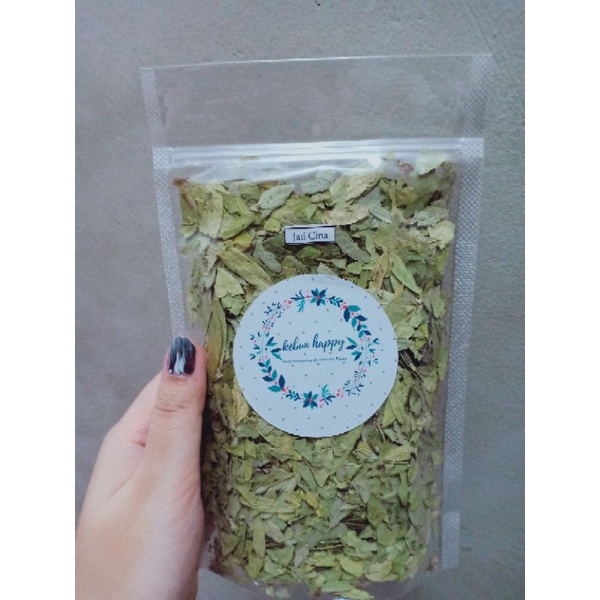 Jati Cina
kebun happy